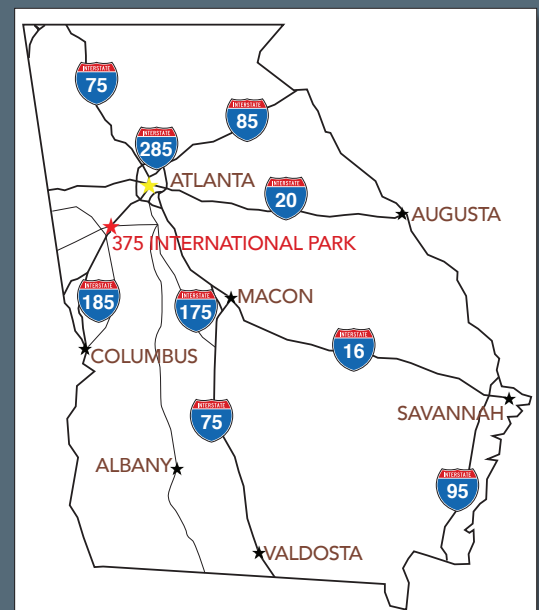 INTERSTATE
75
INTERSTATE
85
INTERSTATE
285
ATLANTA
INTERSTATE
20
AUGUSTA
375 INTERNATIONAL PARK
INTERSTATE
185
INTERSTATE
175
MACON
INTERSTATE
16
COLUMBUS
INTERSTATE
75
SAVANNAH
ALBANY
INTERSTATE
95
VALDOSTA